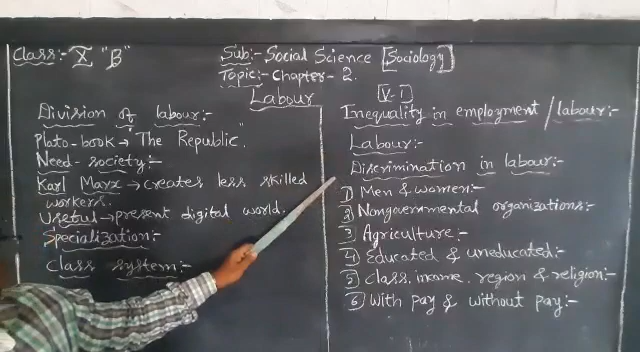 Class:- X "B"
Sub:- Social Science [Sociology]
Topic:- Chapter - 2.
Labour
[V-I]
Division of labour:-
Plato-book → "The Republic".
Need - society:-
Karl Marx → creates less skilled
workers.
Useful → present digital world.
Specialization:-
Class system:-
Inequality in employment / labour:-
Labour:-
Discrimination in labour:-
1) Men & women:-
2) Nongovernmental organizations:-
3) Agriculture:-
4) Educated & uneducated:-
5) Class. income. region & religion:-
6) With pay & without pay:-